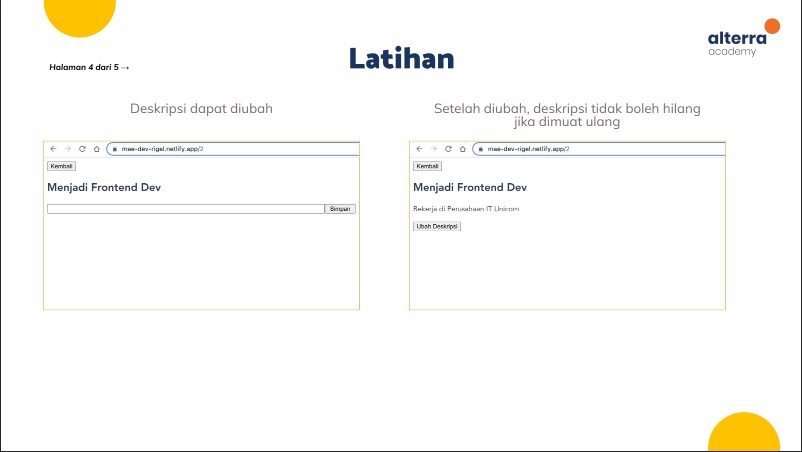 alterra
academy
Latihan
Halaman 4 dari 5 →
Deskripsi dapat diubah
mae-dev-rigel.netlify.app/2
Kembali
Menjadi Frontend Dev
Simpan
Setelah diubah, deskripsi tidak boleh hilang
jika dimuat ulang
mae-dev-rigel.netlify.app/2
Kembali
Menjadi Frontend Dev
Bekerja di Perusahaan IT Unicorn
Ubah Deskripsi